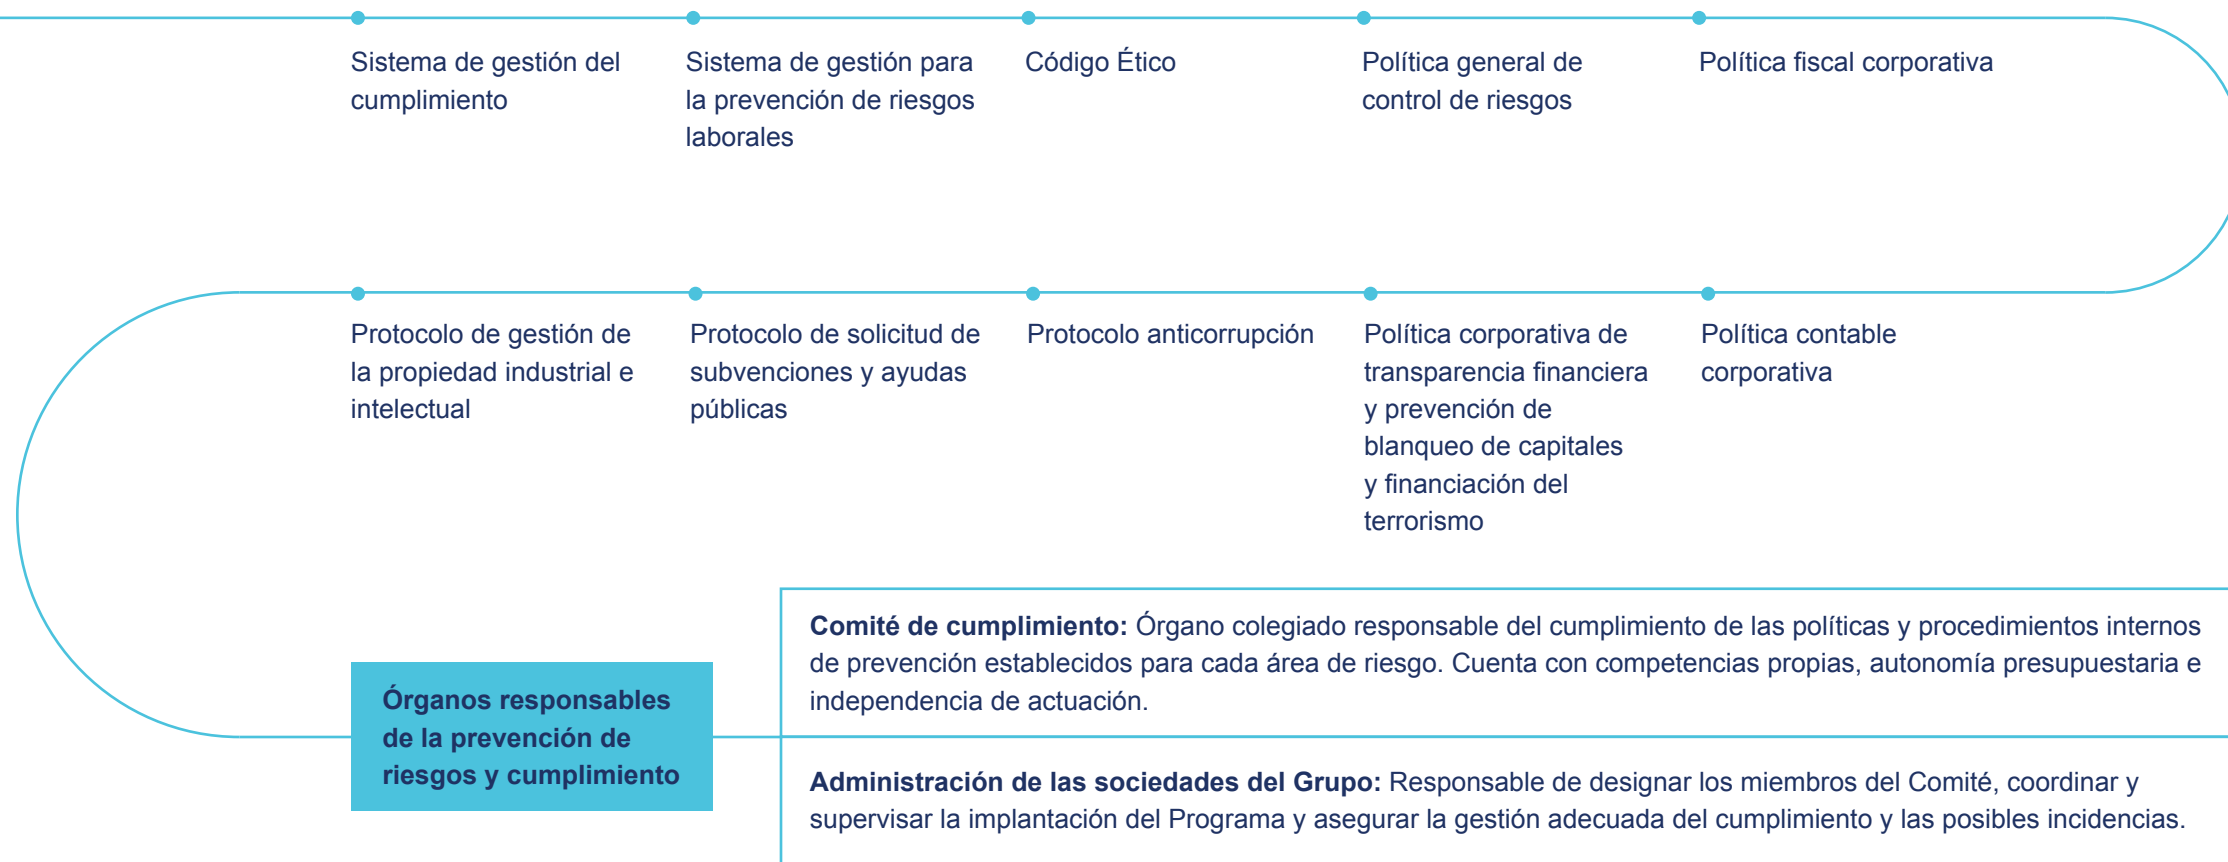 Sistema de gestión del
cumplimiento
Sistema de gestión para
la prevención de riesgos
laborales
Código Ético
Política general de
control de riesgos
Política fiscal corporativa
Protocolo de gestión de
la propiedad industrial e
intelectual
Protocolo de solicitud de
subvenciones y ayudas
públicas
Protocolo anticorrupción
Política corporativa de
transparencia financiera
y prevención de
blanqueo de capitales
y financiación del
terrorismo
Política contable
corporativa
Órganos responsables
de la prevención de
riesgos y cumplimiento
Comité de cumplimiento: Órgano colegiado responsable del cumplimiento de las políticas y procedimientos internos
de prevención establecidos para cada área de riesgo. Cuenta con competencias propias, autonomía presupuestaria e
independencia de actuación.
Administración de las sociedades del Grupo: Responsable de designar los miembros del Comité, coordinar y
supervisar la implantación del Programa y asegurar la gestión adecuada del cumplimiento y las posibles incidencias.